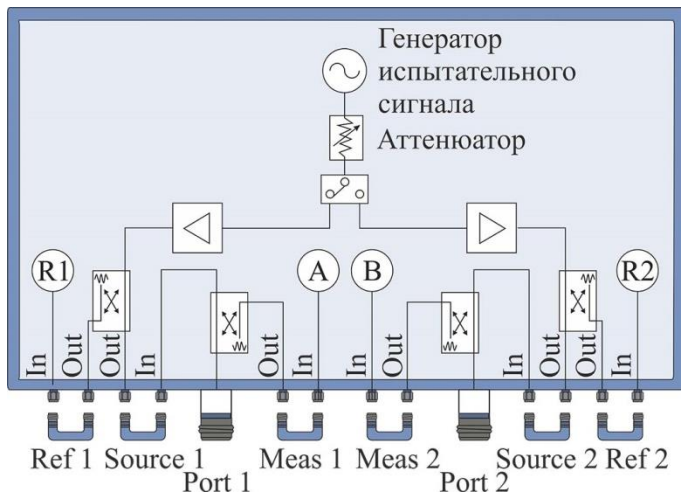 Генератор
испытательного
сигнала
Аттенюатор
R1
A
B
R2
In
Out
Out
In
Out
In
In
Out
In
Out
Out
In
Ref 1
Source 1
Meas 1
Meas 2
Source 2
Ref 2
Port 1
Port 2